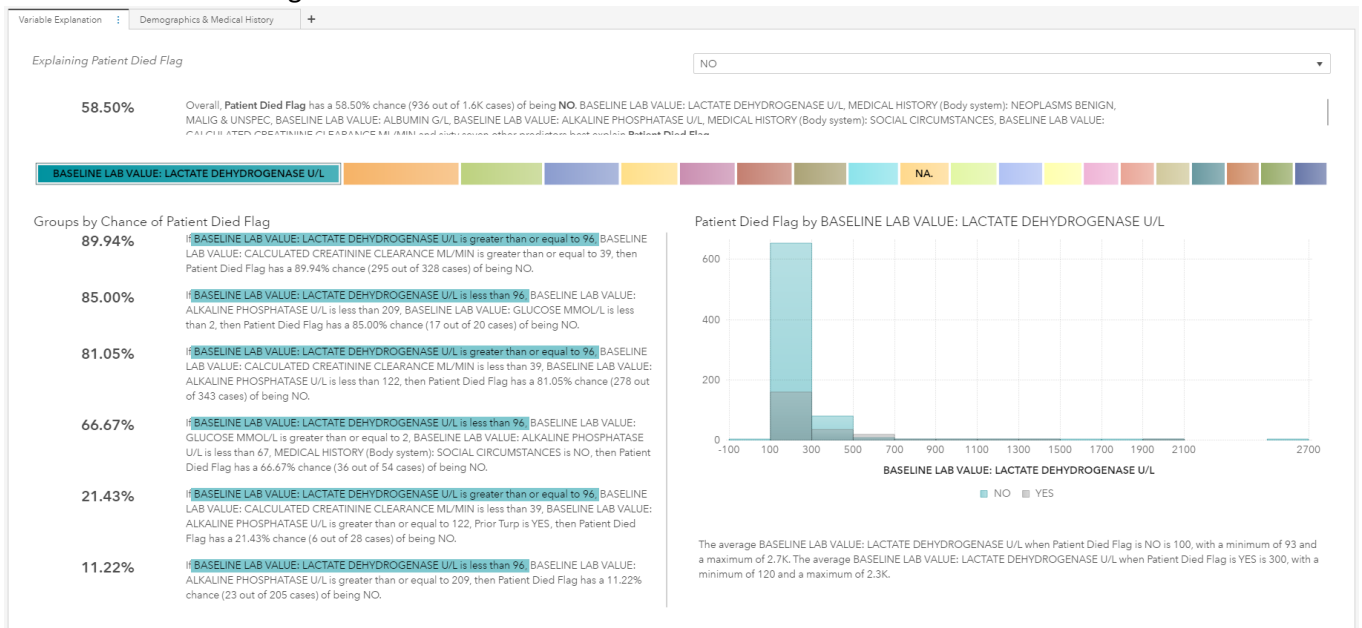 Variable Explanation
Demographics & Medical History
+
Explaining Patient Died Flag
NO
58.50%
Overall, Patient Died Flag has a 58.50% chance (936 out of 1.6K cases) of being NO. BASELINE LAB VALUE: LACTATE DEHYDROGENASE U/L, MEDICAL HISTORY (Body system): NEOPLASMS BENIGN,
MALIG & UNSPEC, BASELINE LAB VALUE: ALBUMIN G/L, BASELINE LAB VALUE: ALKALINE PHOSPHATASE U/L, MEDICAL HISTORY (Body system): SOCIAL CIRCUMSTANCES, BASELINE LAB VALUE:
CALCULATED CREATININE CLEARANCE ML/MIN and sixty-seven other predictors best explain Patient Died Flag
BASELINE LAB VALUE: LACTATE DEHYDROGENASE U/L
NA.
Groups by Chance of Patient Died Flag
89.94%
If BASELINE LAB VALUE: LACTATE DEHYDROGENASE U/L is greater than or equal to 96, BASELINE
LAB VALUE: CALCULATED CREATININE CLEARANCE ML/MIN is greater than or equal to 39, then
Patient Died Flag has a 89.94% chance (295 out of 328 cases) of being NO.
85.00%
If BASELINE LAB VALUE: LACTATE DEHYDROGENASE U/L is less than 96, BASELINE LAB VALUE:
ALKALINE PHOSPHATASE U/L is less than 209, BASELINE LAB VALUE: GLUCOSE MMOL/L is less
than 2, then Patient Died Flag has a 85.00% chance (17 out of 20 cases) of being NO.
81.05%
If BASELINE LAB VALUE: LACTATE DEHYDROGENASE U/L is greater than or equal to 96, BASELINE
LAB VALUE: CALCULATED CREATININE CLEARANCE ML/MIN is less than 39, BASELINE LAB VALUE:
ALKALINE PHOSPHATASE U/L is less than 122, then Patient Died Flag has a 81.05% chance (278 out
of 343 cases) of being NO.
66.67%
If BASELINE LAB VALUE: LACTATE DEHYDROGENASE U/L is less than 96, BASELINE LAB VALUE:
GLUCOSE MMOL/L is greater than or equal to 2, BASELINE LAB VALUE: ALKALINE PHOSPHATASE
U/L is less than 67, MEDICAL HISTORY (Body system): SOCIAL CIRCUMSTANCES is NO, then Patient
Died Flag has a 66.67% chance (36 out of 54 cases) of being NO.
21.43%
If BASELINE LAB VALUE: LACTATE DEHYDROGENASE U/L is greater than or equal to 96, BASELINE
LAB VALUE: CALCULATED CREATININE CLEARANCE ML/MIN is less than 39, BASELINE LAB VALUE:
ALKALINE PHOSPHATASE U/L is greater than or equal to 122, Prior Turp is YES, then Patient Died
Flag has a 21.43% chance (6 out of 28 cases) of being NO.
11.22%
If BASELINE LAB VALUE: LACTATE DEHYDROGENASE U/L is less than 96, BASELINE LAB VALUE:
ALKALINE PHOSPHATASE U/L is greater than or equal to 209, then Patient Died Flag has a 11.22%
chance (23 out of 205 cases) of being NO.
Patient Died Flag by BASELINE LAB VALUE: LACTATE DEHYDROGENASE U/L
600
400
200
0
-100 100 300 500 700 900 1100 1300 1500 1700 1900 2100 2700
BASELINE LAB VALUE: LACTATE DEHYDROGENASE U/L
NO YES
The average BASELINE LAB VALUE: LACTATE DEHYDROGENASE U/L when Patient Died Flag is NO is 100, with a minimum of 93 and
a maximum of 2.7K. The average BASELINE LAB VALUE: LACTATE DEHYDROGENASE U/L when Patient Died Flag is YES is 300, with a
minimum of 120 and a maximum of 2.3K.